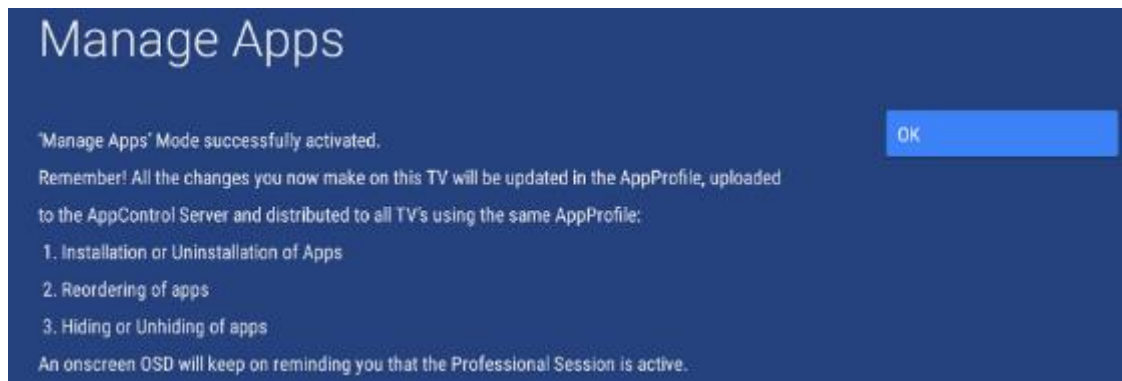 Manage Apps
'Manage Apps' Mode successfully activated.
OK
Remember! All the changes you now make on this TV will be updated in the AppProfile, uploaded
to the AppControl Server and distributed to all TV's using the same AppProfile:
1. Installation or Uninstallation of Apps
2. Reordering of apps
3. Hiding or Unhiding of apps
An onscreen OSD will keep on reminding you that the Professional Session is active.